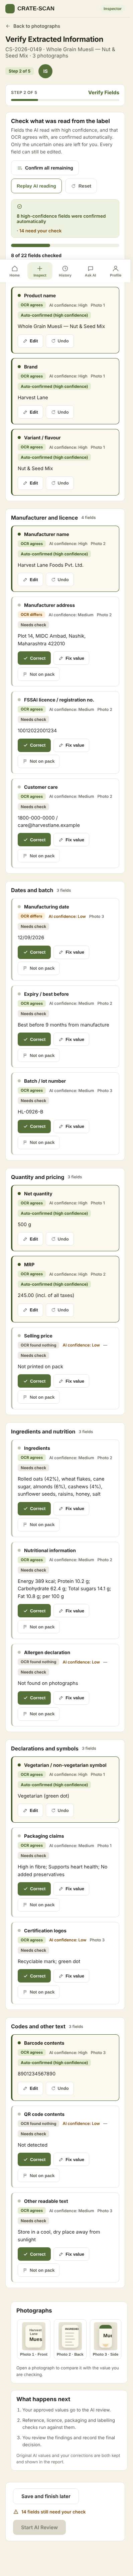 CRATE-SCAN
Inspector
Back to photographs
Verify Extracted Information
CS-2026-0149 · Whole Grain Muesli — Nut & Seed Mix · 3 photographs
Step 2 of 5
STEP 2 OF 5
Verify Fields
Check what was read from the label
Confirm all remaining
Replay AI reading
Reset
8 high-confidence fields were confirmed automatically
· 14 need your check
8 of 22 fields checked
Home
Inspect
History
Ask AI
Profile
Product name
OCR agrees
AI confidence: High
Photo 1
Auto-confirmed (high confidence)
Whole Grain Muesli — Nut & Seed Mix
Edit
Undo
Brand
OCR agrees
AI confidence: High
Photo 1
Auto-confirmed (high confidence)
Harvest Lane
Edit
Undo
Variant / flavour
OCR agrees
AI confidence: High
Photo 1
Auto-confirmed (high confidence)
Nut & Seed Mix
Edit
Undo
Manufacturer and licence
4 fields
Manufacturer name
OCR agrees
AI confidence: High
Photo 2
Auto-confirmed (high confidence)
Harvest Lane Foods Pvt. Ltd.
Edit
Undo
Manufacturer address
OCR differs
AI confidence: Medium
Photo 2
Needs check
Plot 14, MIDC Ambad, Nashik, Maharashtra 422010
Correct
Fix value
Not on pack
FSSAI licence / registration no.
OCR agrees
AI confidence: Medium
Photo 2
Needs check
10012022001234
Correct
Fix value
Not on pack
Customer care
OCR agrees
AI confidence: Medium
Photo 2
Needs check
1800-000-0000 / care@harvestlane.example
Correct
Fix value
Not on pack
Dates and batch
3 fields
Manufacturing date
OCR differs
AI confidence: Low
Photo 3
Needs check
12/09/2026
Correct
Fix value
Not on pack
Expiry / best before
OCR agrees
AI confidence: Medium
Photo 2
Needs check
Best before 9 months from manufacture
Correct
Fix value
Not on pack
Batch / lot number
OCR agrees
AI confidence: Medium
Photo 3
Needs check
HL-0926-B
Correct
Fix value
Not on pack
Quantity and pricing
3 fields
Net quantity
OCR agrees
AI confidence: High
Photo 1
Auto-confirmed (high confidence)
500 g
Edit
Undo
MRP
OCR agrees
AI confidence: High
Photo 3
Auto-confirmed (high confidence)
245.00 (incl. of all taxes)
Edit
Undo
Selling price
OCR found nothing
AI confidence: Low
—
Needs check
Not printed on pack
Correct
Fix value
Not on pack
Ingredients and nutrition
3 fields
Ingredients
OCR agrees
AI confidence: Medium
Photo 2
Needs check
Rolled oats (42%), wheat flakes, cane sugar, almonds (6%), cashews (4%), sunflower seeds, raisins, honey, salt
Correct
Fix value
Not on pack
Nutritional information
OCR agrees
AI confidence: Medium
Photo 2
Needs check
Energy 389 kcal; Protein 10.2 g; Carbohydrate 62.4 g; Total sugars 14.1 g; Fat 10.8 g; per 100 g
Correct
Fix value
Not on pack
Allergen declaration
OCR found nothing
AI confidence: Low
—
Needs check
Not found on photographs
Correct
Fix value
Not on pack
Declarations and symbols
3 fields
Vegetarian / non-vegetarian symbol
OCR agrees
AI confidence: High
Photo 1
Auto-confirmed (high confidence)
Vegetarian (green dot)
Edit
Undo
Packaging claims
OCR agrees
AI confidence: Medium
Photo 1
Needs check
High in fibre; Supports heart health; No added preservatives
Correct
Fix value
Not on pack
Certification logos
OCR agrees
AI confidence: Low
Photo 1
Needs check
Recyclable mark; green dot
Correct
Fix value
Not on pack
Codes and other text
3 fields
Barcode contents
OCR agrees
AI confidence: High
Photo 3
Auto-confirmed (high confidence)
8901234567890
Edit
Undo
QR code contents
OCR found nothing
AI confidence: Low
—
Needs check
Not detected
Correct
Fix value
Not on pack
Other readable text
OCR agrees
AI confidence: Medium
Photo 3
Needs check
Store in a cool, dry place away from sunlight
Correct
Fix value
Not on pack
Photographs
Photo 1 · Front
Photo 2 · Back
Photo 3 · Side
Open a photograph to compare it with the value you are checking.
What happens next
1. Your approved values go to the AI review.
2. Reference, licence, packaging and labelling checks run against them.
3. You review the findings and record the final decision.
Original AI values and your corrections are both kept and shown in the report.
Save and finish later
14 fields still need your check
Start AI Review